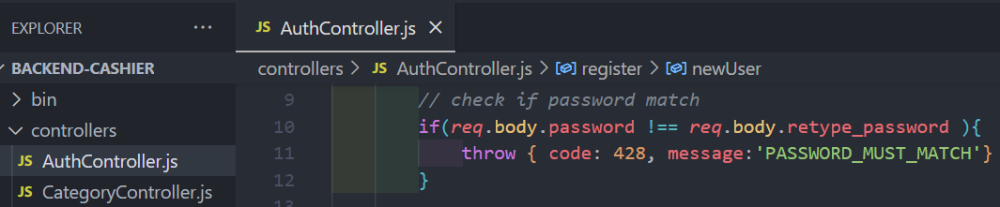 EXPLORER ...
BACKEND-CASHIER
bin
controllers
JS AuthController.js
JS CategoryController.js
JS AuthController.js ×
controllers > JS AuthController.js > register > newUser
9 // check if password match
10 if(req.body.password !== req.body.retype_password ){
11 throw { code: 428, message:'PASSWORD_MUST_MATCH'}
12 }